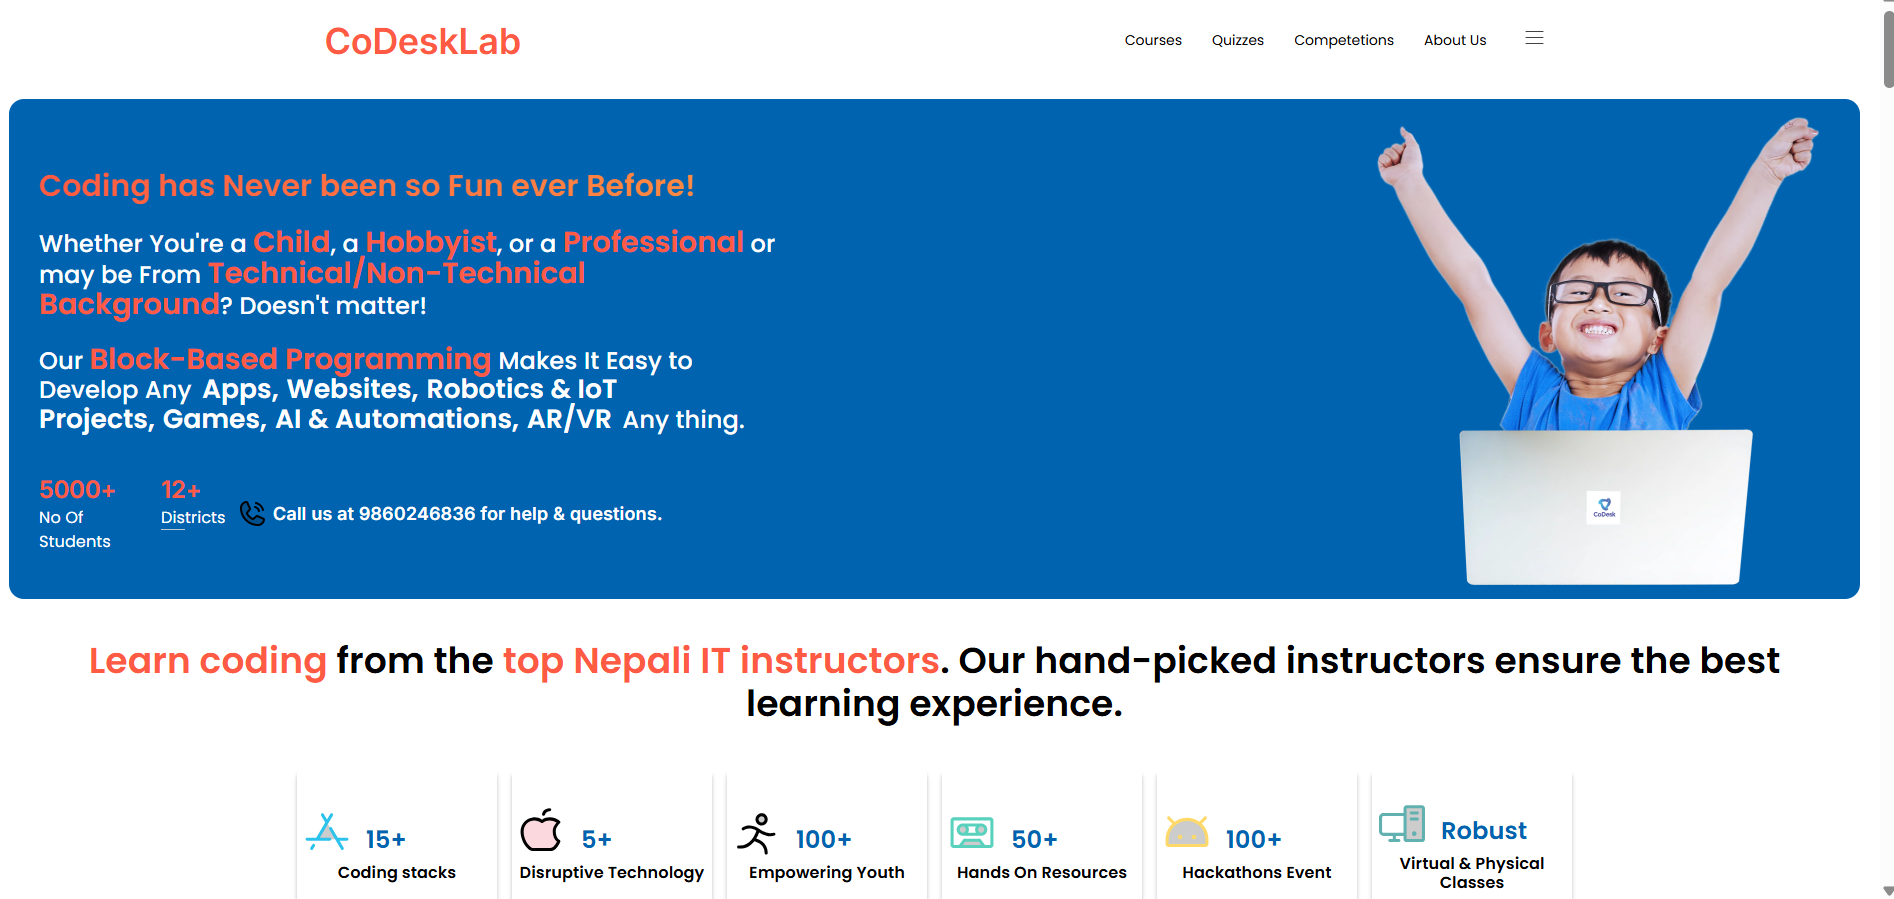 CoDeskLab
Courses Quizzes Competetions About Us
Coding has Never been so Fun ever Before!
Whether You're a Child, a Hobbyist, or a Professional or
may be From Technical/Non-Technical
Background? Doesn't matter!
Our Block-Based Programming Makes It Easy to
Develop Any Apps, Websites, Robotics & IoT
Projects, Games, AI & Automations, AR/VR Any thing.
5000+
No Of
Students
12+
Districts
Call us at 9860246836 for help & questions.
CoDesk
Learn coding from the top Nepali IT instructors. Our hand-picked instructors ensure the best
learning experience.
15+
Coding stacks
5+
Disruptive Technology
100+
Empowering Youth
50+
Hands On Resources
100+
Hackathons Event
Robust
Virtual & Physical
Classes